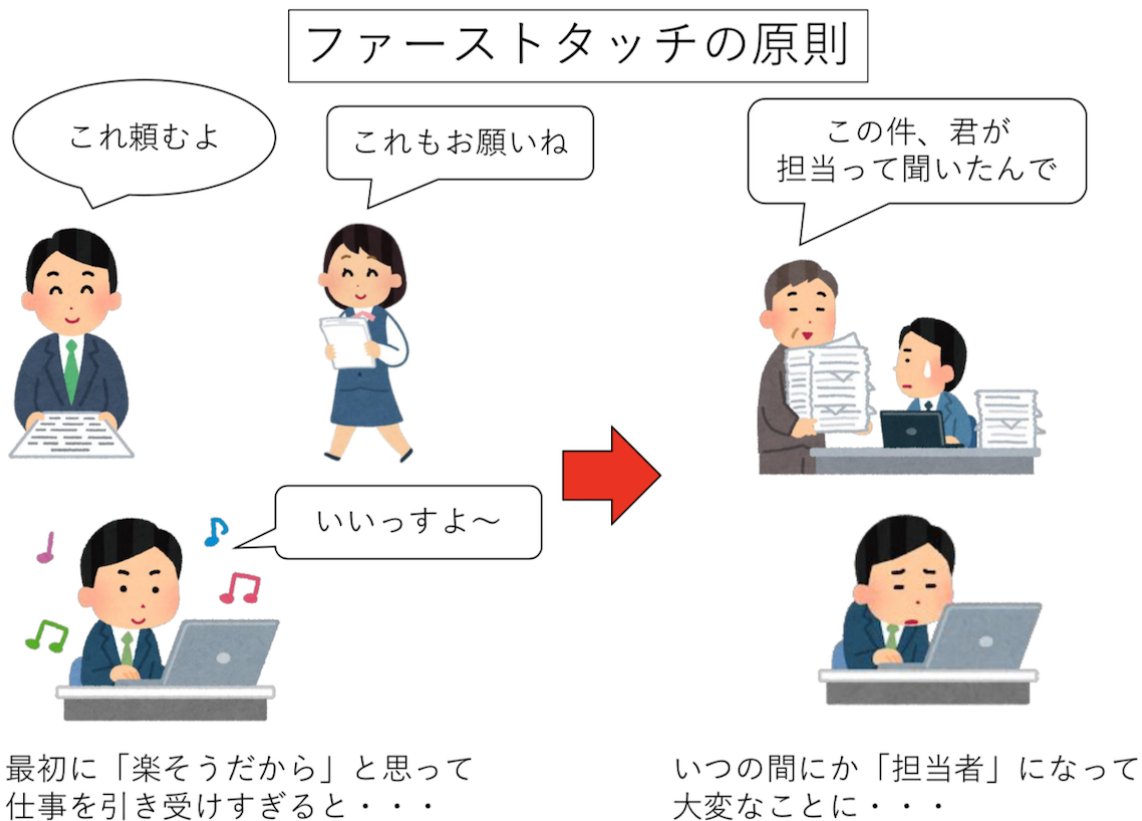 ファーストタッチの原則
これ頼むよ
これもお願いね
いいっすよ〜
最初に「楽そうだから」と思って
仕事を引き受けすぎると・・・
この件、君が
担当って聞いたんで
いつの間にか「担当者」になって
大変なことに・・・